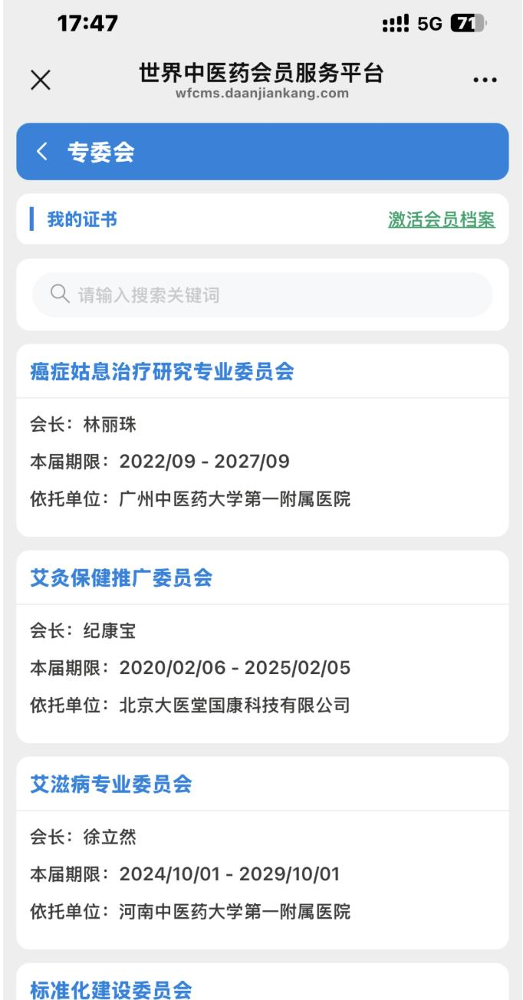 17:47
5G 71
世界中医药会员服务平台
wfcms.daanjiankang.com
专委会
我的证书
激活会员档案
请输入搜索关键词
癌症姑息治疗研究专业委员会
会长：林丽珠
本届期限：2022/09 - 2027/09
依托单位：广州中医药大学第一附属医院
艾灸保健推广委员会
会长：纪康宝
本届期限：2020/02/06 - 2025/02/05
依托单位：北京大医堂国康科技有限公司
艾滋病专业委员会
会长：徐立然
本届期限：2024/10/01 - 2029/10/01
依托单位：河南中医药大学第一附属医院
标准化建设委员会